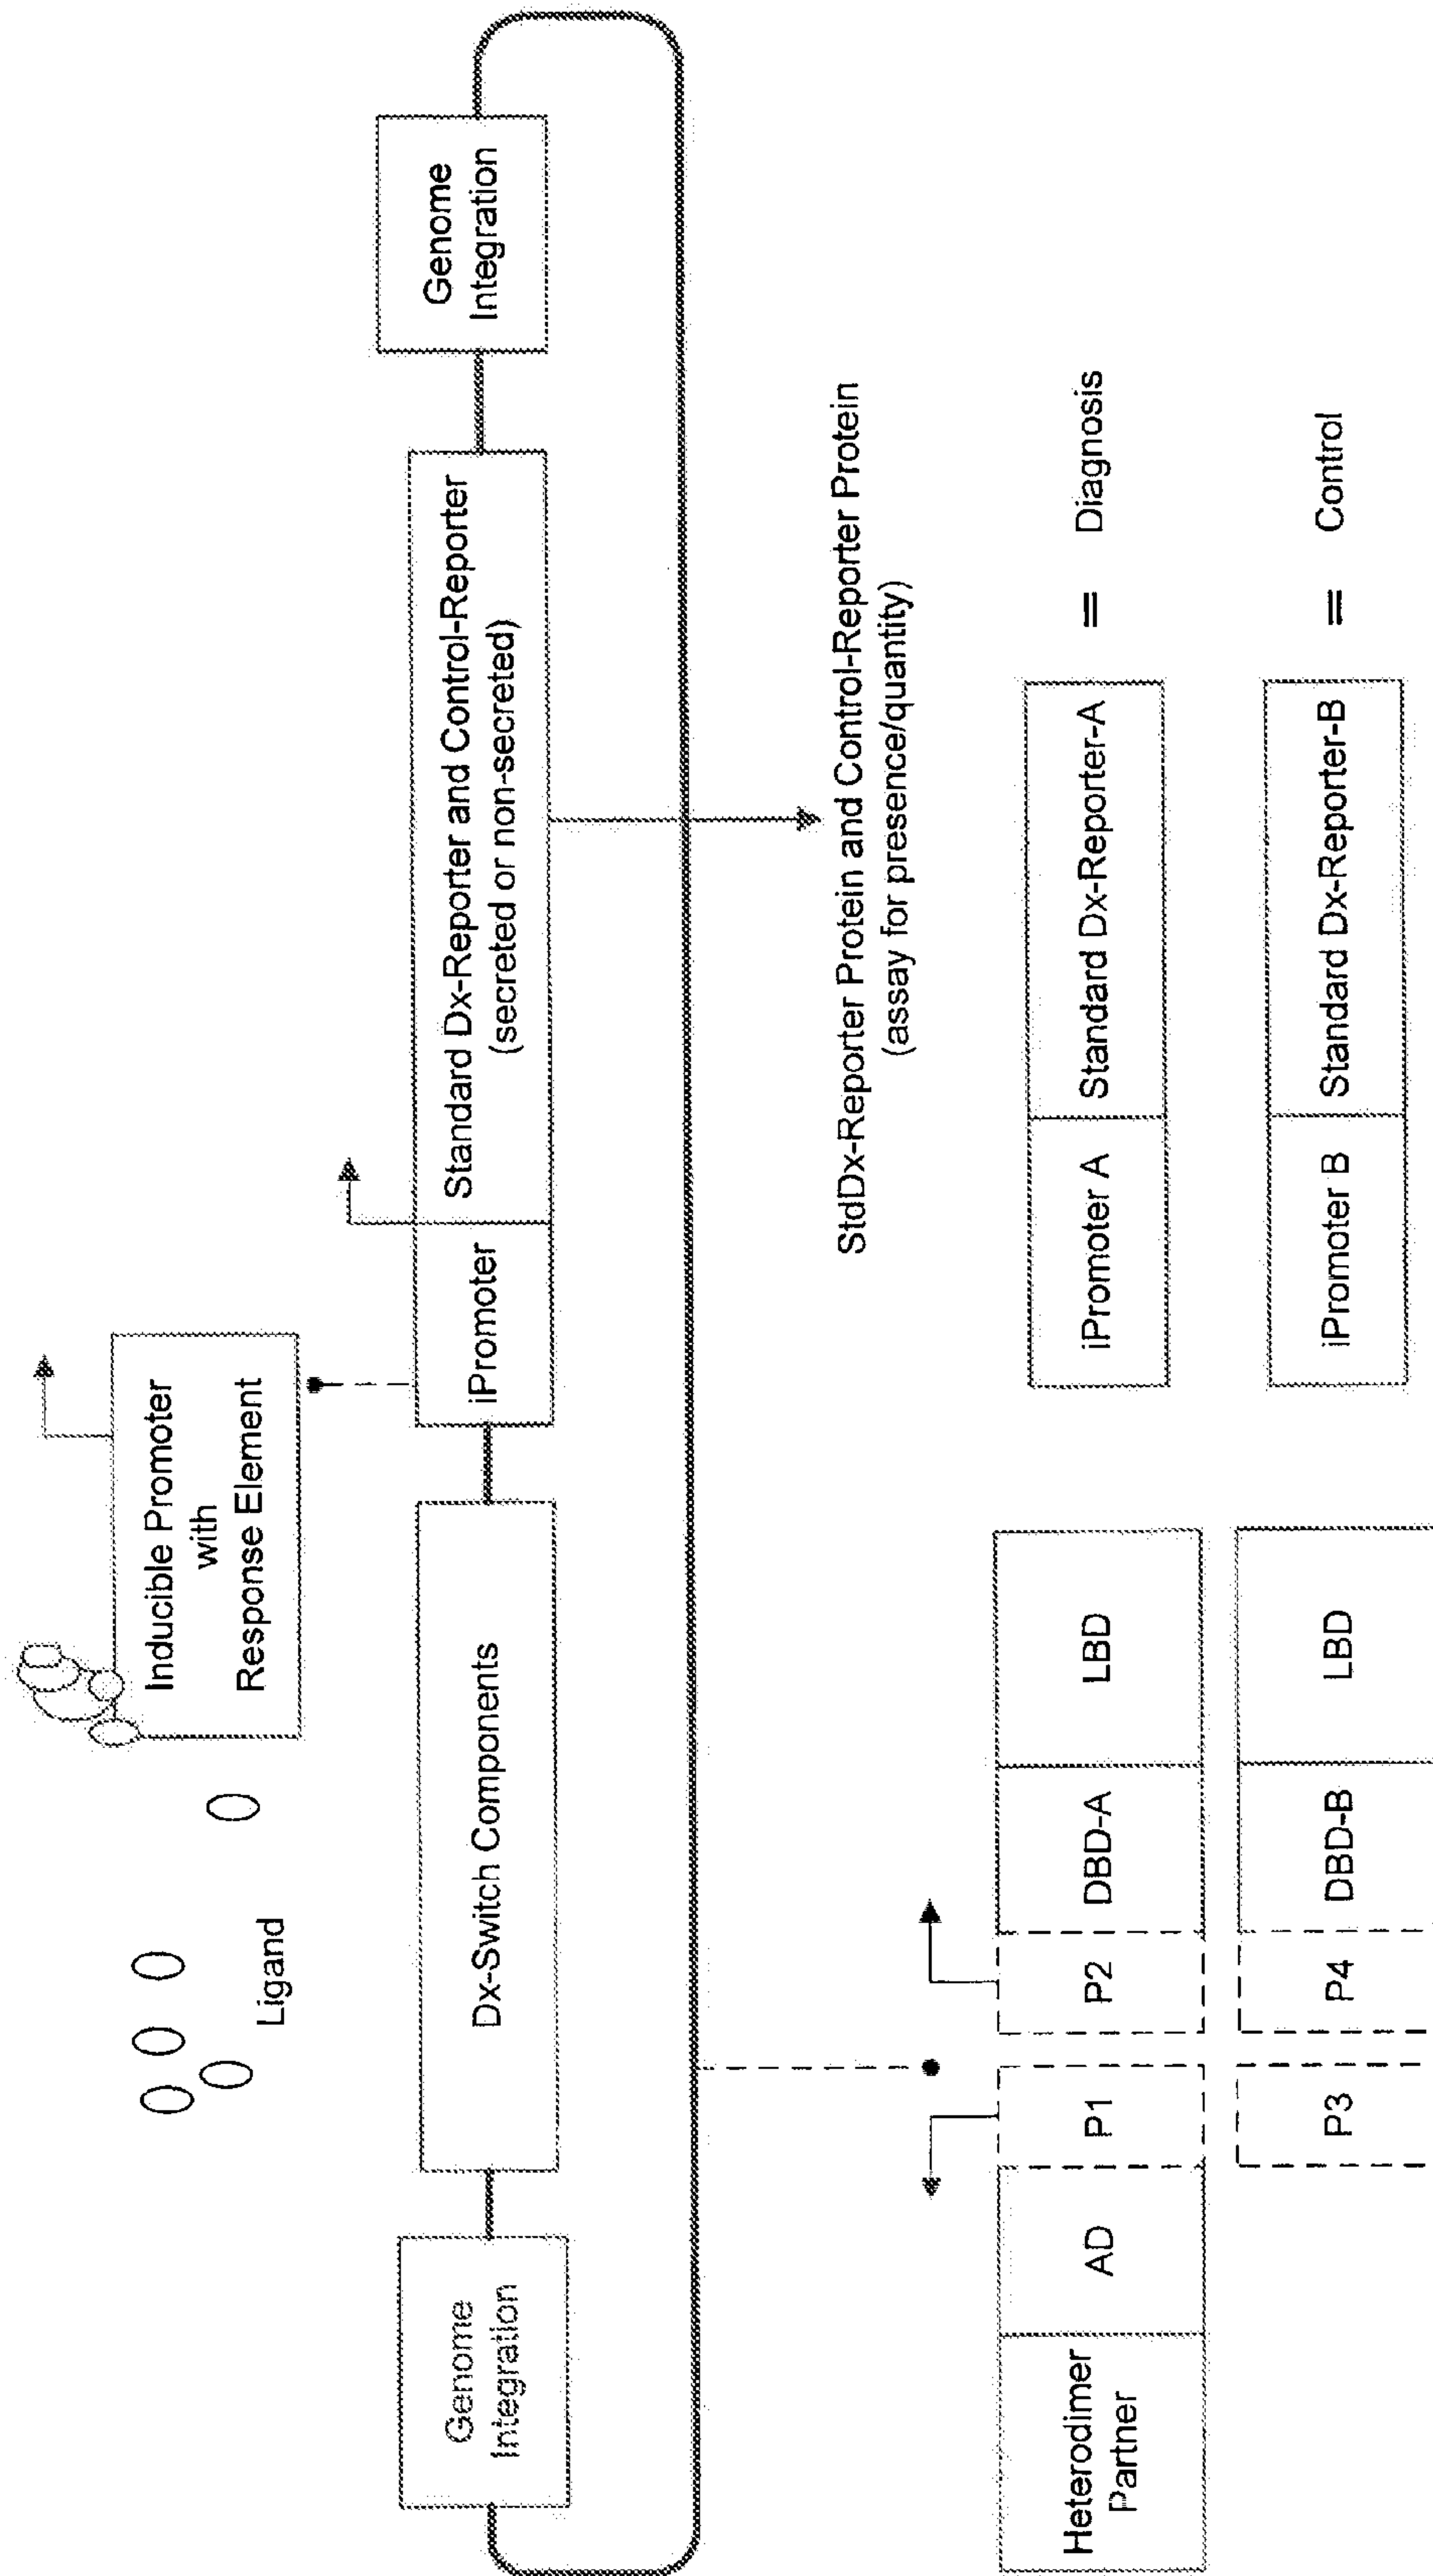 Inducible Promoter
with
Response Element
Ligand
Genome
Integration
Dx-Switch Components
iPromoter
Standard Dx-Reporter and Control-Reporter
(secreted or non-secreted)
Genome
Integration
StdDx-Reporter Protein and Control-Reporter Protein
(assay for presence/quantity)
Heterodimer
Partner
AD
P1
P2
DBD-A
LBD
iPromoter A
Standard Dx-Reporter-A
=
Diagnosis
P3
P4
DBD-B
LBD
iPromoter B
Standard Dx-Reporter-B
=
Control